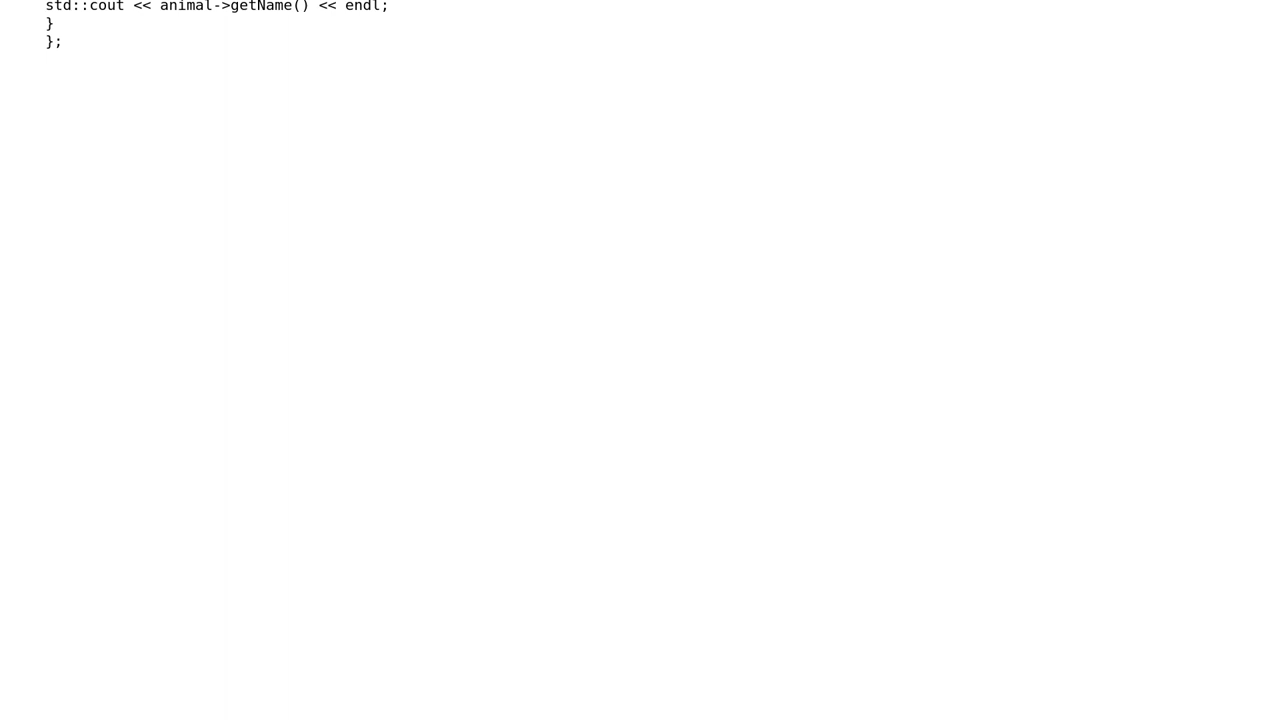 std::cout << animal->getName() << endl;
}
};